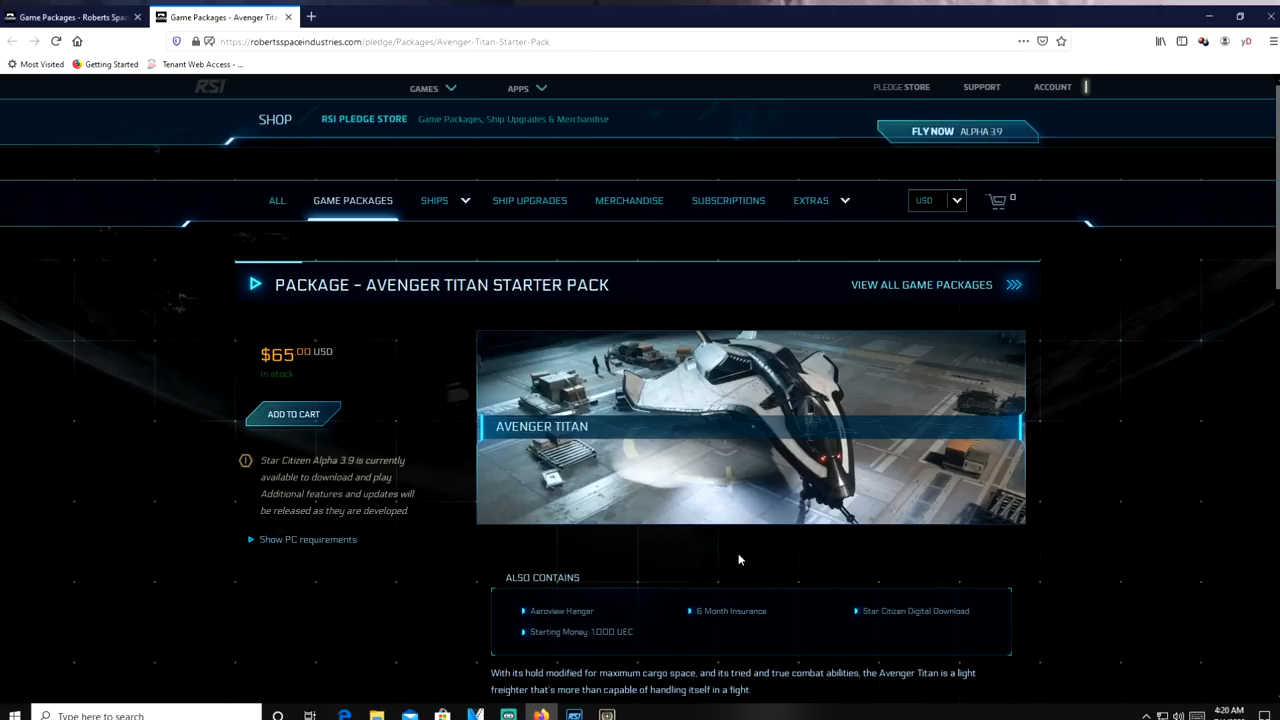 Game Packages - Roberts Spac
Game Packages - Avenger Tita
https://robertsspaceindustries.com/pledge/Packages/Avenger-Titan-Starter-Pack
Most Visited
Getting Started
Tenant Web Access - ...
RSI
GAMES
APPS
PLEDGE STORE
SUPPORT
ACCOUNT
SHOP
RSI PLEDGE STORE
Game Packages, Ship Upgrades & Merchandise
FLY NOW ALPHA 3.9
ALL
GAME PACKAGES
SHIPS
SHIP UPGRADES
MERCHANDISE
SUBSCRIPTIONS
EXTRAS
USD
0
PACKAGE - AVENGER TITAN STARTER PACK
VIEW ALL GAME PACKAGES
$65.00 USD
In stock
ADD TO CART
Star Citizen Alpha 3.9 is currently
available to download and play.
Additional features and updates will
be released as they are developed.
Show PC requirements
AVENGER TITAN
ALSO CONTAINS
Aeroview Hangar
6 Month Insurance
Star Citizen Digital Download
Starting Money: 1,000 UEC
With its hold modified for maximum cargo space, and its tried and true combat abilities, the Avenger Titan is a light
freighter that's more than capable of handling itself in a fight.
Type here to search
RSI
4:20 AM